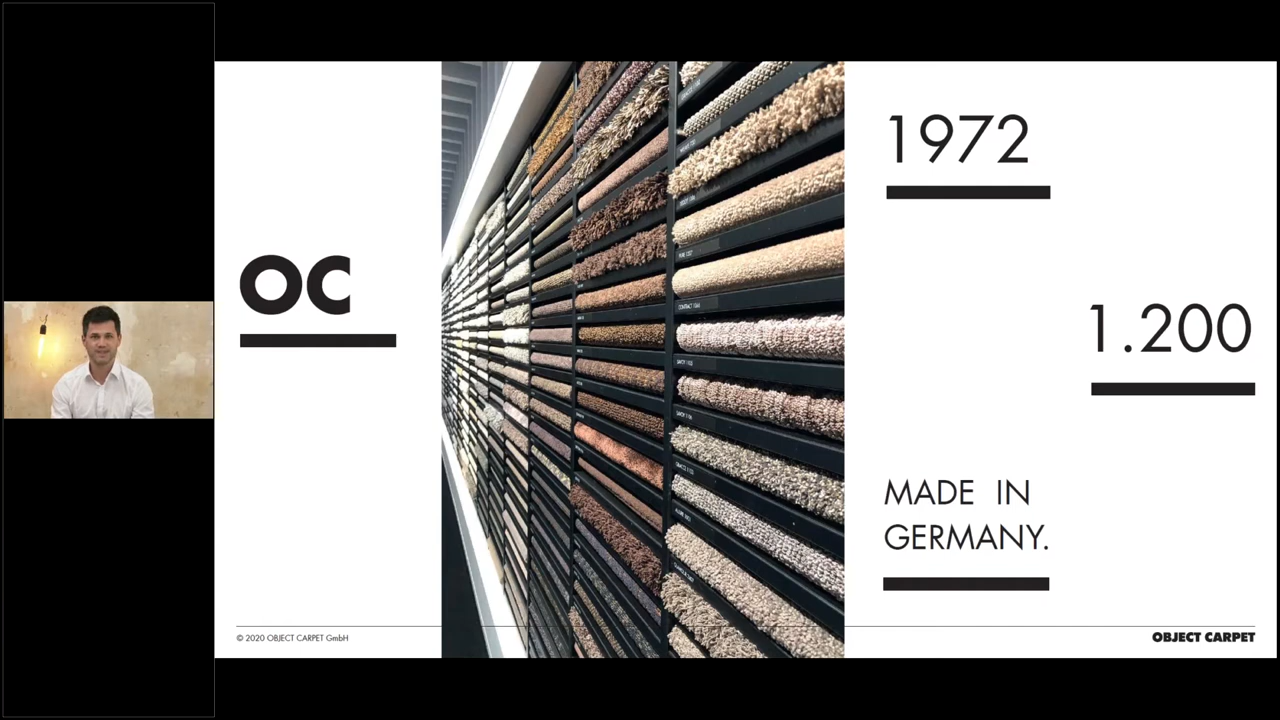 OC
1972
1.200
MADE IN
GERMANY.
© 2020 OBJECT CARPET GmbH
OBJECT CARPET